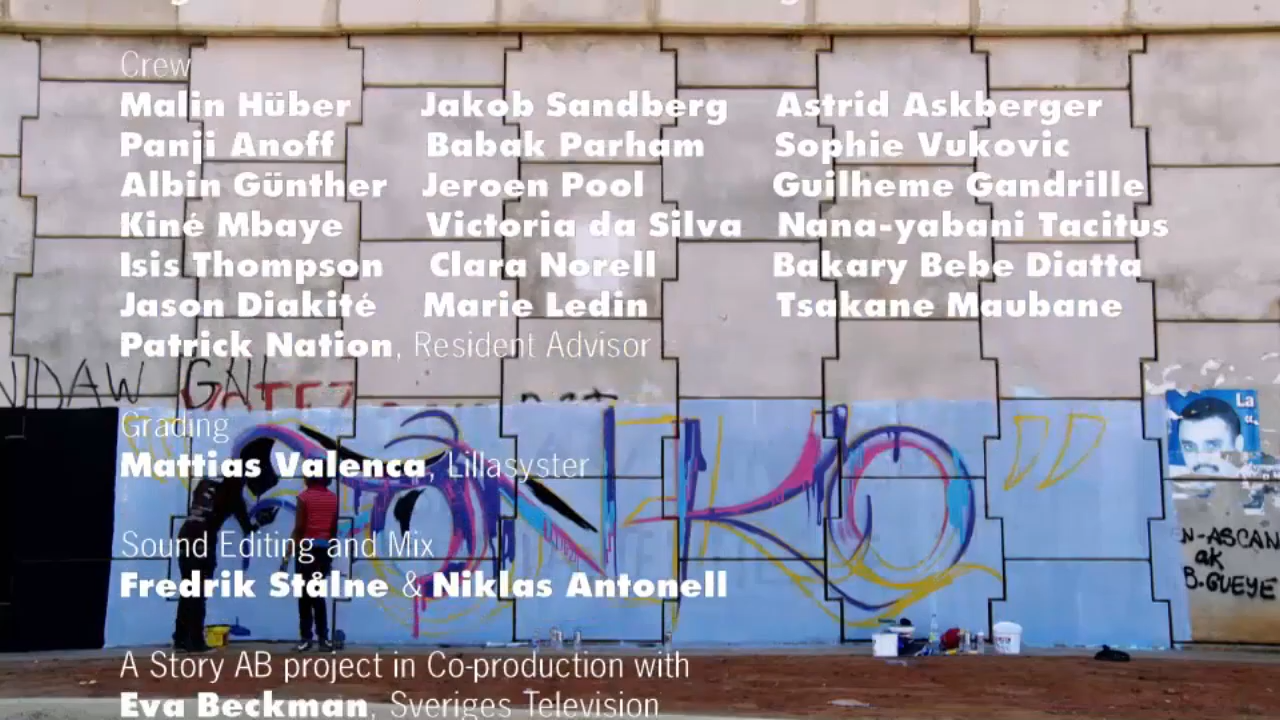 Crew
Malin Hüber Jakob Sandberg Astrid Askberger
Panji Anoff Babak Parham Sophie Vukovic
Albin Günther Jeroen Pool Guilheme Gandrille
Kiné Mbaye Victoria da Silva Nana-yabani Tacitus
Isis Thompson Clara Norell Bakary Bebe Diatta
Jason Diakité Marie Ledin Tsakane Maubane
Patrick Nation, Resident Advisor
Grading
Mattias Valenca, Lillasyster
Sound Editing and Mix
Fredrik Stålne & Niklas Antonell
A Story AB project in Co-production with
Eva Beckman, Sveriges Television
La
N-ASCAN
ak
B.GUEYE